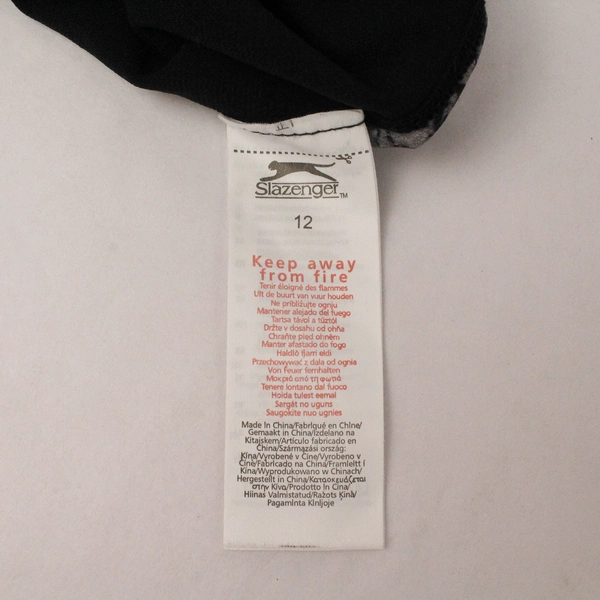 Slazenger™
12
Keep away
from fire
Tenir éloigné des flammes
Uit de buurt van vuur houden
Ne približujte ognju
Mantener alejado del fuego
Tartsa távol a tűztől
Držte v dosahu od ohňa
Chraňte pied ohněm
Manter afastado do fogo
Haldið fjarri eldi
Przechowywać z dala od ognia
Von Feuer fernhalten
Μακριά από τη φωτιά
Tenere lontano dal fuoco
Hoida tulest eemal
Sargāt no uguns
Saugokite nuo ugnies
Made in China/Fabriqué en Chine/
Gemaakt in China/Izdelano na
Kitajskem/Artículo fabricado en
China/Származási ország:
Kína/Vyrobené v Číne/Vyrobeno v
Číně/Fabricado na China/Framleitt í
Kína/Wyprodukowano w Chinach/
Hergestellt in China/Κατασκευάζεται
στην Κίνα/Prodotto in Cina/
Hiinas Valmistatud/Ražots Ķīnā/
Pagaminta Kinijoje